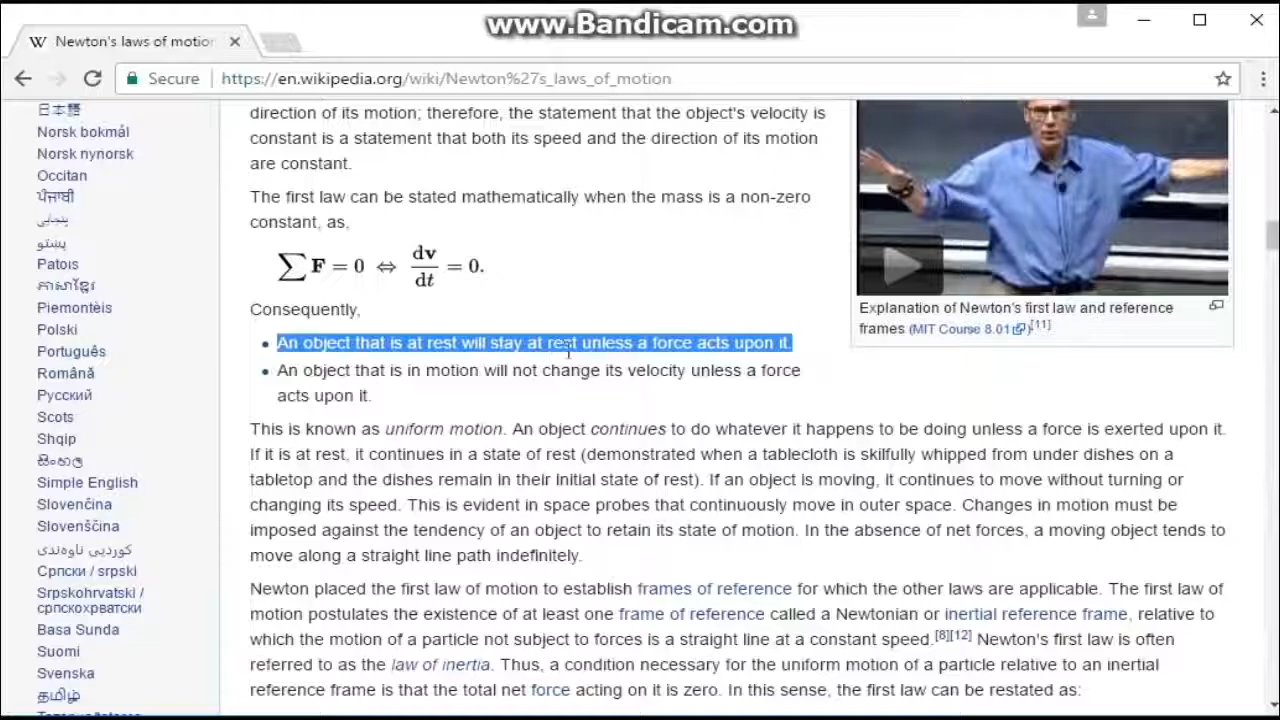 www.Bandicam.com
Newton's laws of motion
Secure
https://en.wikipedia.org/wiki/Newton%27s_laws_of_motion
日本語
Norsk bokmål
Norsk nynorsk
Occitan
ਪੰਜਾਬੀ
پنجابی
پښتو
Patois
ភាសាខ្មែរ
Piemontèis
Polski
Português
Română
Русский
Scots
Shqip
සිංහල
Simple English
Slovenčina
Slovenščina
کوردیی ناوەندی
Српски / srpski
Srpskohrvatski /
српскохрватски
Basa Sunda
Suomi
Svenska
தமிழ்
direction of its motion; therefore, the statement that the object's velocity is
constant is a statement that both its speed and the direction of its motion
are constant.
The first law can be stated mathematically when the mass is a non-zero
constant, as,
∑ F = 0 ⇔ dv/dt = 0.
Consequently,
• An object that is at rest will stay at rest unless a force acts upon it.
• An object that is in motion will not change its velocity unless a force
acts upon it.
Explanation of Newton's first law and reference
frames (MIT Course 8.01).[11]
This is known as uniform motion. An object continues to do whatever it happens to be doing unless a force is exerted upon it.
If it is at rest, it continues in a state of rest (demonstrated when a tablecloth is skilfully whipped from under dishes on a
tabletop and the dishes remain in their initial state of rest). If an object is moving, it continues to move without turning or
changing its speed. This is evident in space probes that continuously move in outer space. Changes in motion must be
imposed against the tendency of an object to retain its state of motion. In the absence of net forces, a moving object tends to
move along a straight line path indefinitely.
Newton placed the first law of motion to establish frames of reference for which the other laws are applicable. The first law of
motion postulates the existence of at least one frame of reference called a Newtonian or inertial reference frame, relative to
which the motion of a particle not subject to forces is a straight line at a constant speed.[8][12] Newton's first law is often
referred to as the law of inertia. Thus, a condition necessary for the uniform motion of a particle relative to an inertial
reference frame is that the total net force acting on it is zero. In this sense, the first law can be restated as: